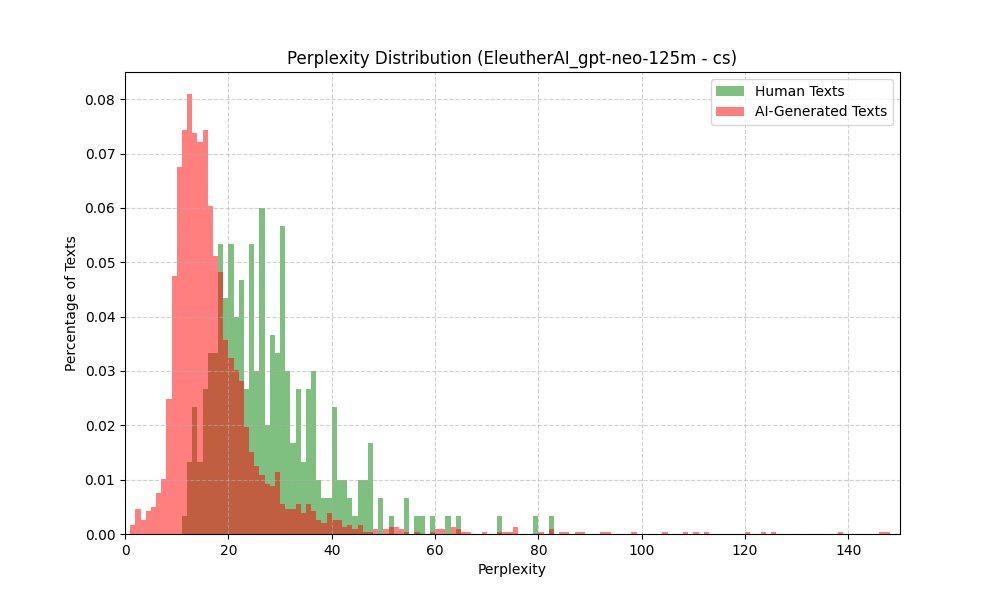 Perplexity Distribution (EleutherAI_gpt-neo-125m - cs)
Human Texts
AI-Generated Texts
Percentage of Texts
0.08
0.07
0.06
0.05
0.04
0.03
0.02
0.01
0.00
0 20 40 60 80 100 120 140
Perplexity